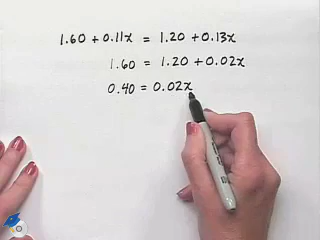 1.60 + 0.11x = 1.20 + 0.13x
1.60 = 1.20 + 0.02x
0.40 = 0.02x